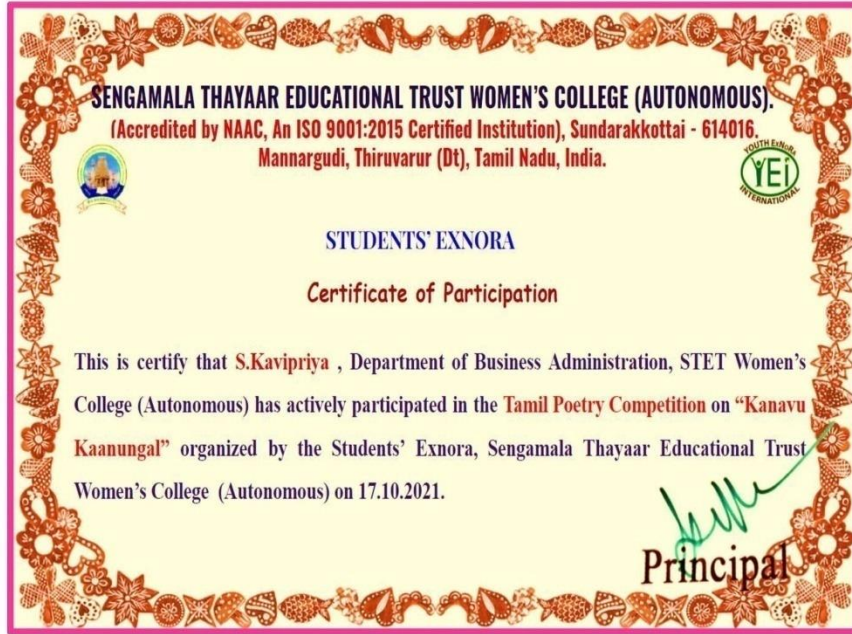 SENGAMALA THAYAAR EDUCATIONAL TRUST WOMEN'S COLLEGE (AUTONOMOUS).
(Accredited by NAAC, An ISO 9001:2015 Certified Institution), Sundarakkottai - 614016.
Mannargudi, Thiruvarur (Dt), Tamil Nadu, India.
YOUTH ExNoRa
YEi
INTERNATIONAL
STUDENTS' EXNORA
Certificate of Participation
This is certify that S.Kavipriya , Department of Business Administration, STET Women's
College (Autonomous) has actively participated in the Tamil Poetry Competition on “Kanavu
Kaanungal” organized by the Students' Exnora, Sengamala Thayaar Educational Trust
Women's College (Autonomous) on 17.10.2021.
Principal